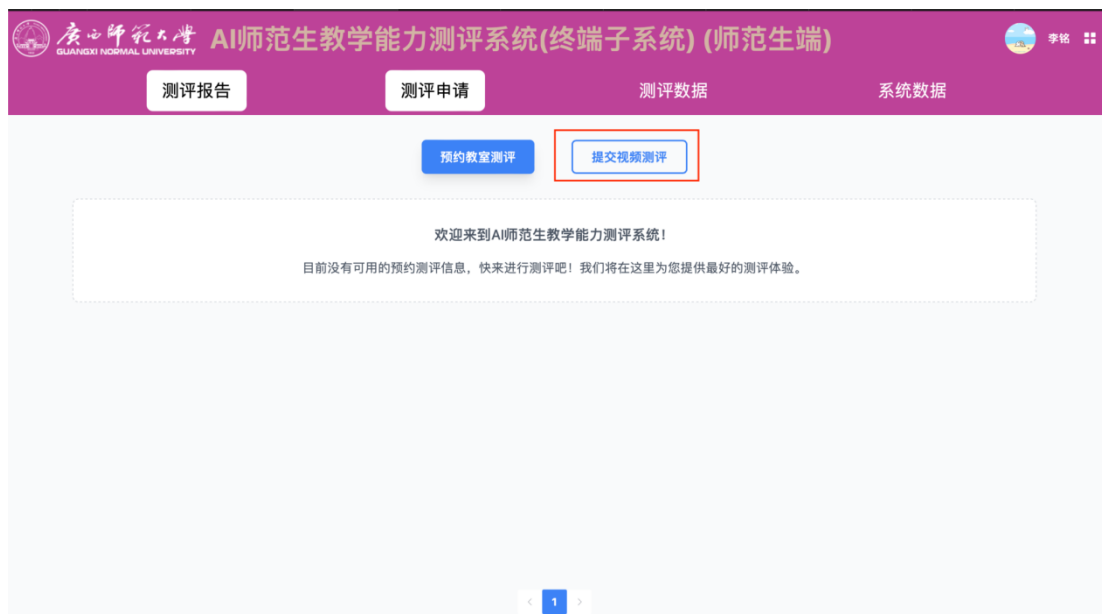 广西师范大学
GUANGXI NORMAL UNIVERSITY
AI师范生教学能力测评系统(终端子系统) (师范生端)
李铭
测评报告
测评申请
测评数据
系统数据
预约教室测评
提交视频测评
欢迎来到AI师范生教学能力测评系统！
目前没有可用的预约测评信息，快来进行测评吧！我们将在这里为您提供最好的测评体验。
< 1 >